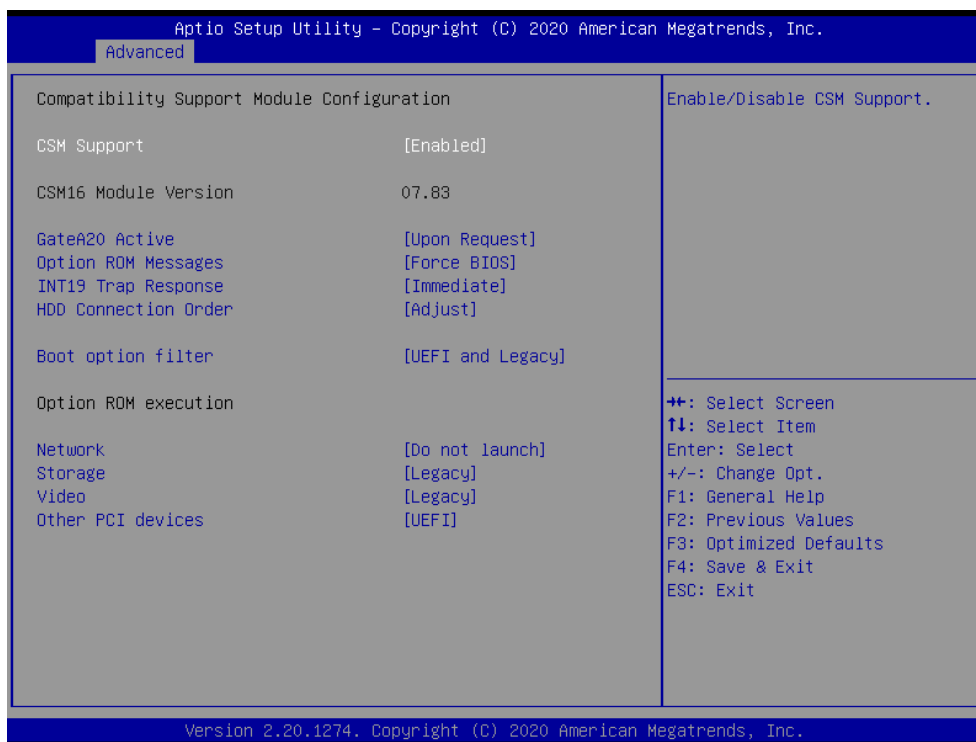 Aptio Setup Utility – Copyright (C) 2020 American Megatrends, Inc.
Advanced
Compatibility Support Module Configuration
CSM Support [Enabled]
CSM16 Module Version 07.83
GateA20 Active [Upon Request]
Option ROM Messages [Force BIOS]
INT19 Trap Response [Immediate]
HDD Connection Order [Adjust]
Boot option filter [UEFI and Legacy]
Option ROM execution
Network [Do not launch]
Storage [Legacy]
Video [Legacy]
Other PCI devices [UEFI]
Enable/Disable CSM Support.
→←: Select Screen
↑↓: Select Item
Enter: Select
+/-: Change Opt.
F1: General Help
F2: Previous Values
F3: Optimized Defaults
F4: Save & Exit
ESC: Exit
Version 2.20.1274. Copyright (C) 2020 American Megatrends, Inc.